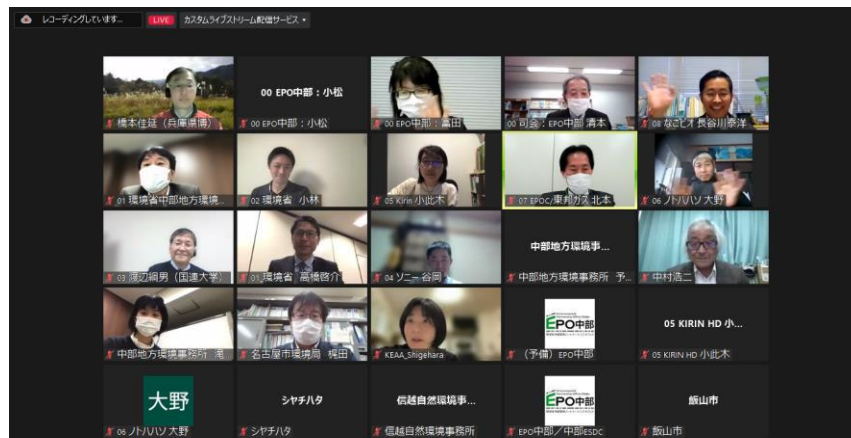 レコーディングしています...
LIVE
カスタムライブストリーム配信サービス
橋本佳延（兵庫県博）
00 EPO中部：小松
00 EPO中部：小松
00 EPO中部：富田
00 司会：EPO中部 清本
08 なごビオ 長谷川泰洋
01 環境省中部地方環境...
02 環境省 小林
05 Kirin 小此木
07 EPOC/東邦ガス 北本
06 ノトハハソ 大野
03 渡辺綱男（国連大学）
01 環境省 高橋啓介
04 ソニー 谷岡
中部地方環境事...
中部地方環境事務所 予...
中村浩二
中部地方環境事務所
名古屋市環境局 梶田
KEAA_Shigehara
EPO中部
（予備）EPO中部
05 KIRIN HD 小...
05 KIRIN HD 小此木
大野
06 ノトハハソ 大野
シヤチハタ
シヤチハタ
信越自然環境事...
信越自然環境事務所
EPO中部
EPO中部／中部ESDC
飯山市
飯山市